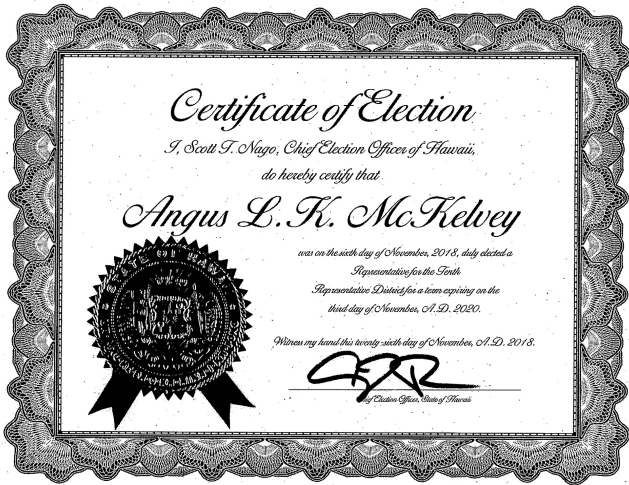 Certificate of Election
I, Scott T. Nago, Chief Election Officer of Hawaii,
do hereby certify that
Angus L. K. McKelvey
was on the sixth day of November, 2018, duly elected a
Representative for the Tenth
Representative District for a term expiring on the
third day of November, A.D. 2020.
Witness my hand this twenty-sixth day of November, A.D. 2018.
Chief Election Officer, State of Hawaii
STATE OF